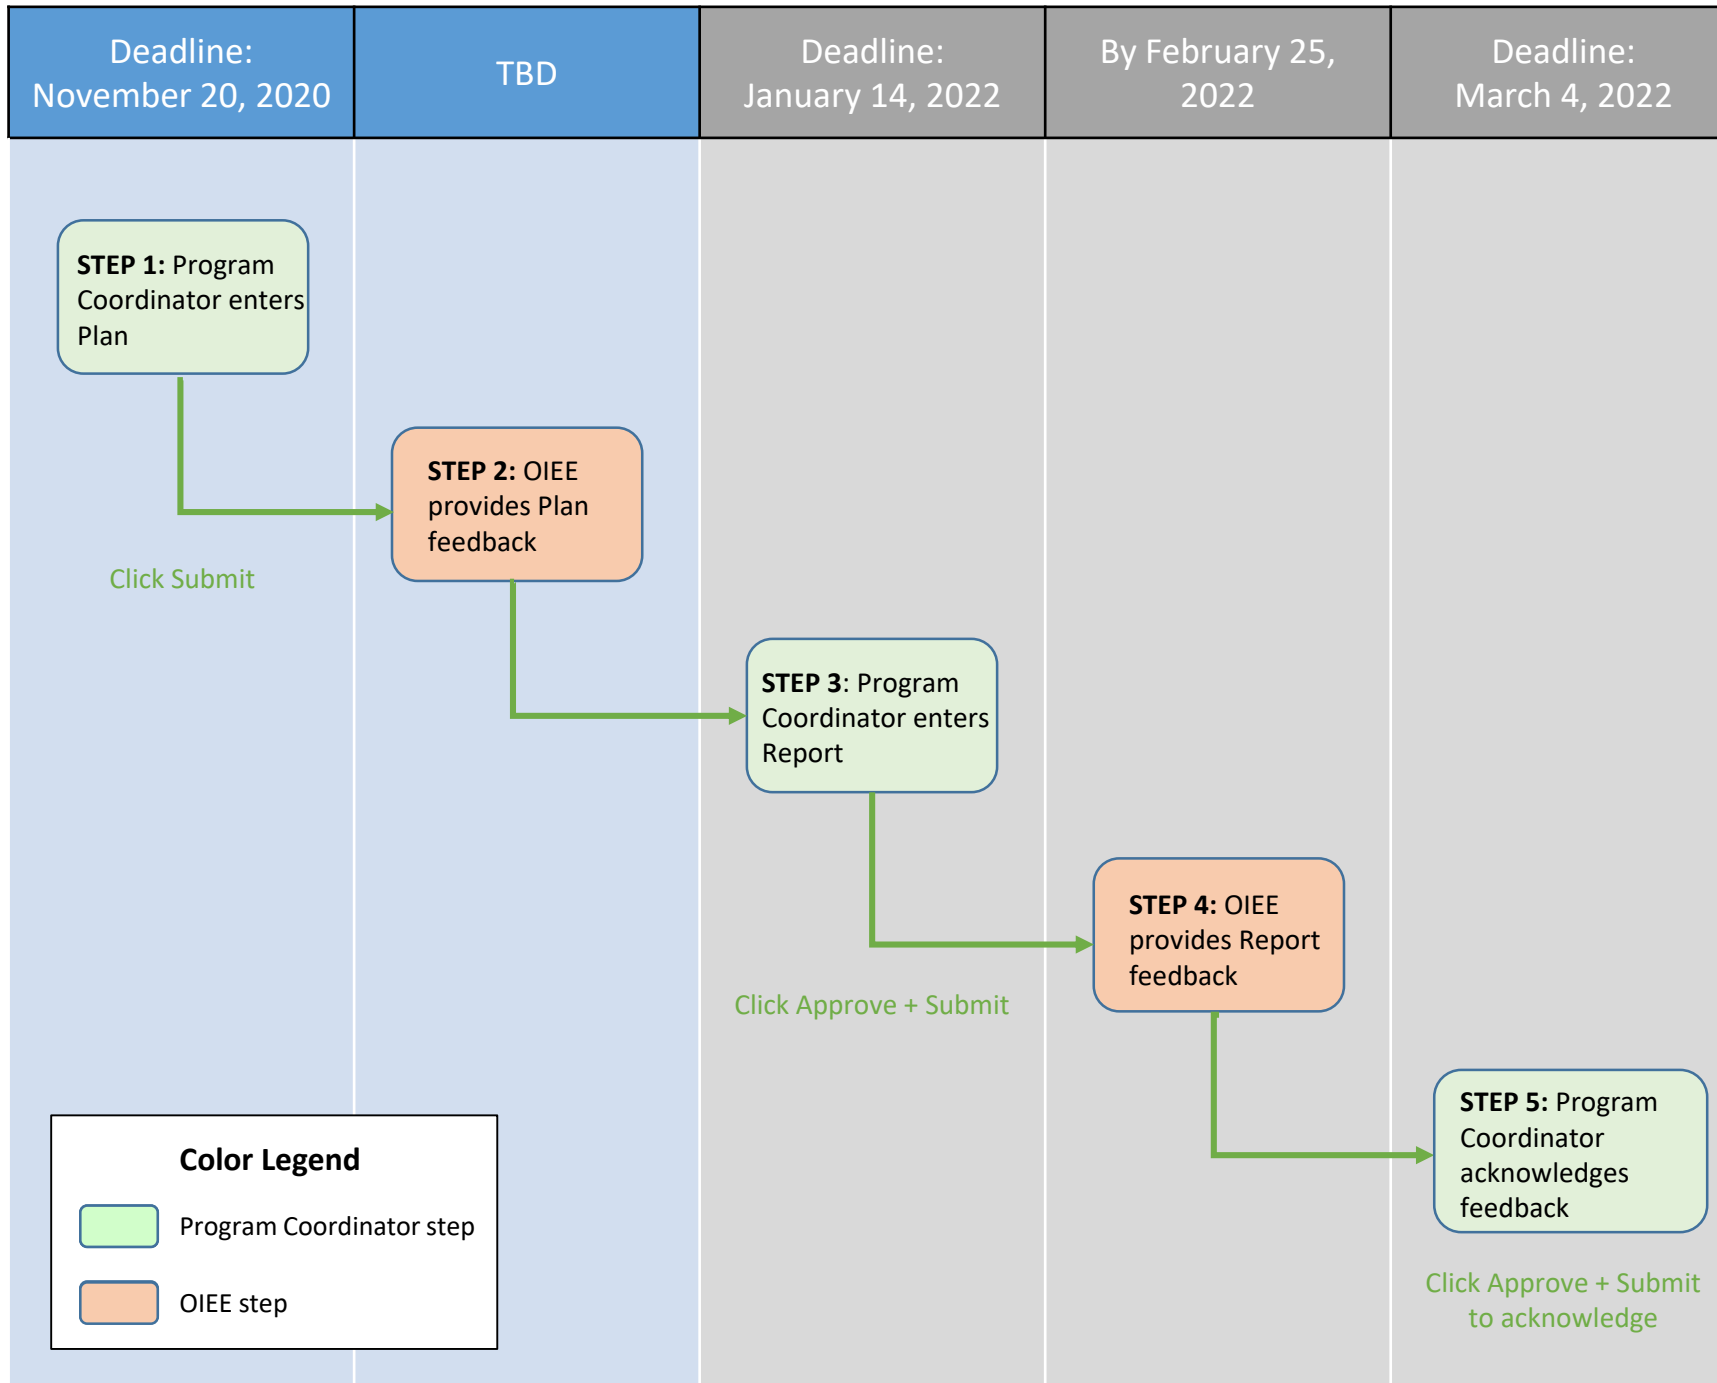 Deadline:
November 20, 2020
TBD
Deadline:
January 14, 2022
By February 25,
2022
Deadline:
March 4, 2022
STEP 1: Program
Coordinator enters
Plan
Click Submit
STEP 2: OIEE
provides Plan
feedback
STEP 3: Program
Coordinator enters
Report
Click Approve + Submit
STEP 4: OIEE
provides Report
feedback
STEP 5: Program
Coordinator
acknowledges
feedback
Click Approve + Submit
to acknowledge
Color Legend
Program Coordinator step
OIEE step